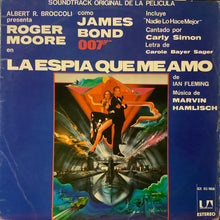 SOUNDTRACK ORIGINAL DE LA PELICULA
ALBERT R. BROCCOLI
presenta
ROGER
MOORE
en
como
JAMES
BOND
007
Incluye
"Nadie Lo Hace Mejor"
Cantado por
Carly Simon
Letra de
Carole Bayer Sager
LA ESPIA QUE ME AMO
de
IAN FLEMING
Música de
MARVIN
HAMLISCH
UA
ESTEREO